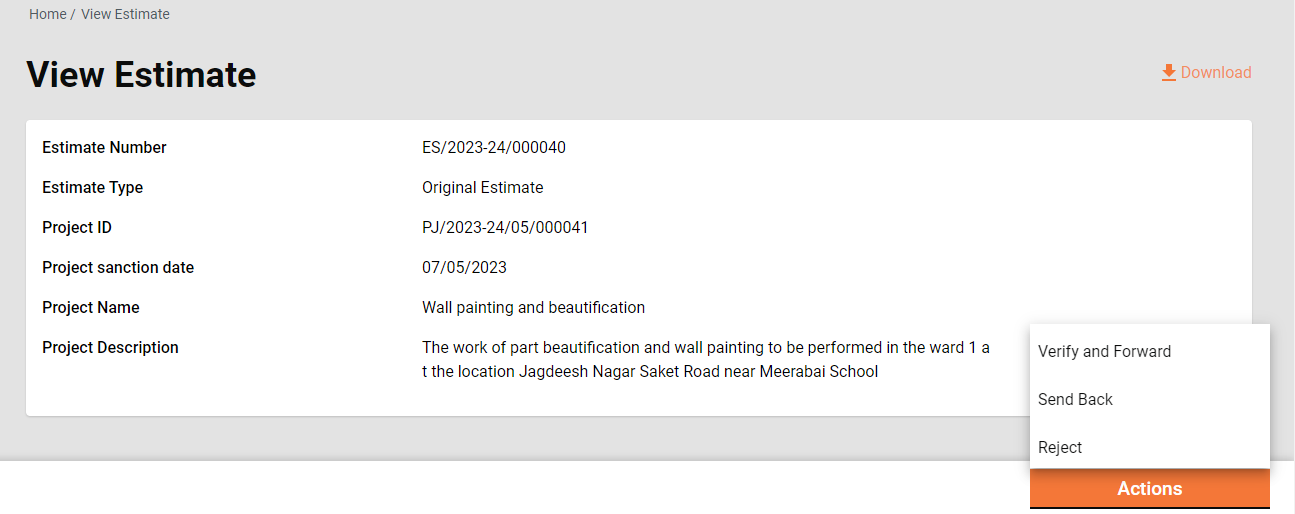 Home / View Estimate
View Estimate
Download
Estimate Number ES/2023-24/000040
Estimate Type Original Estimate
Project ID PJ/2023-24/05/000041
Project sanction date 07/05/2023
Project Name Wall painting and beautification
Project Description The work of part beautification and wall painting to be performed in the ward 1 a
t the location Jagdeesh Nagar Saket Road near Meerabai School
Verify and Forward
Send Back
Reject
Actions